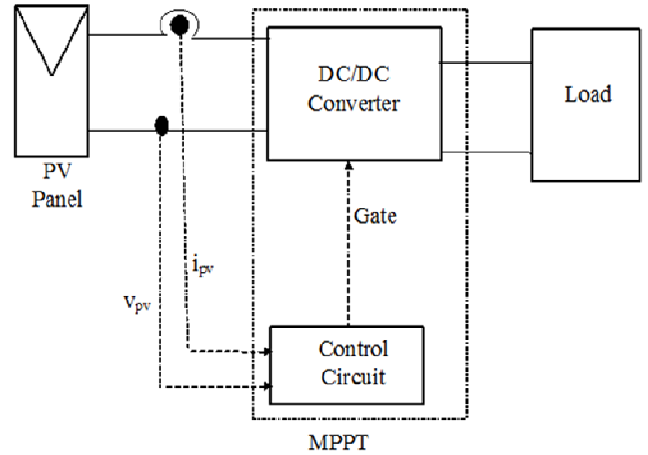 DC/DC
Converter
Load
PV
Panel
Gate
ipv
vpv
Control
Circuit
MPPT